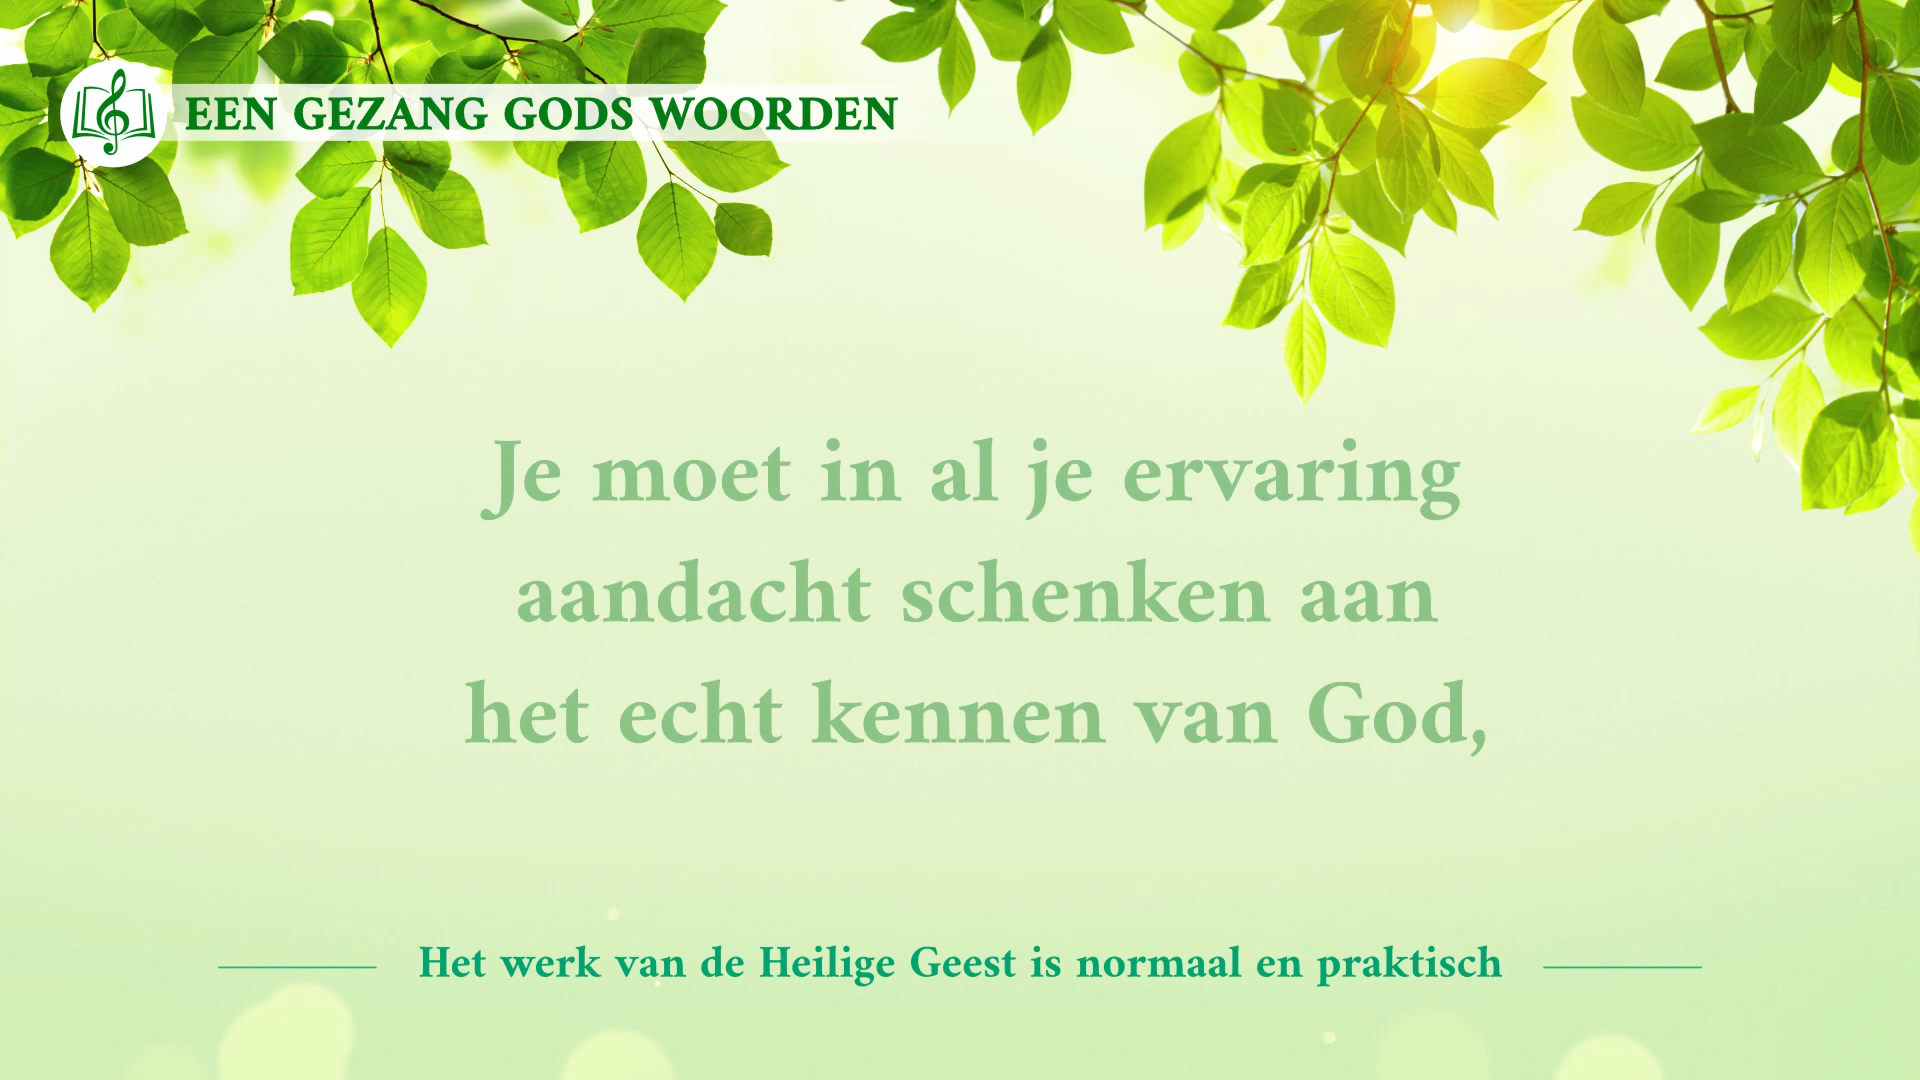 EEN GEZANG GODS WOORDEN
Je moet in al je ervaring
aandacht schenken aan
het echt kennen van God,
Het werk van de Heilige Geest is normaal en praktisch